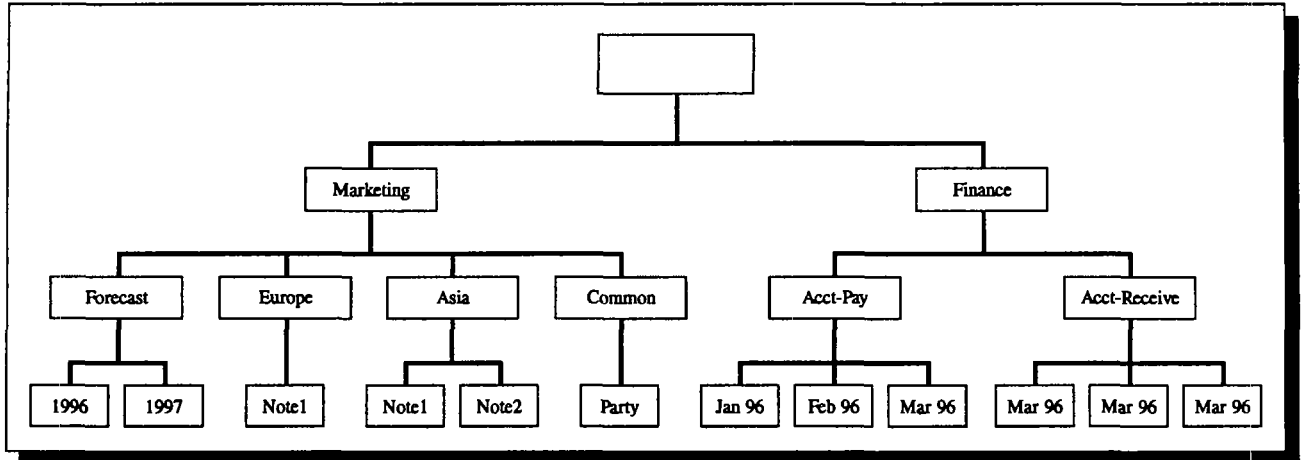 Marketing
Finance
Forecast
Europe
Asia
Common
Acct-Pay
Acct-Receive
1996
1997
Note1
Note1
Note2
Party
Jan 96
Feb 96
Mar 96
Mar 96
Mar 96
Mar 96